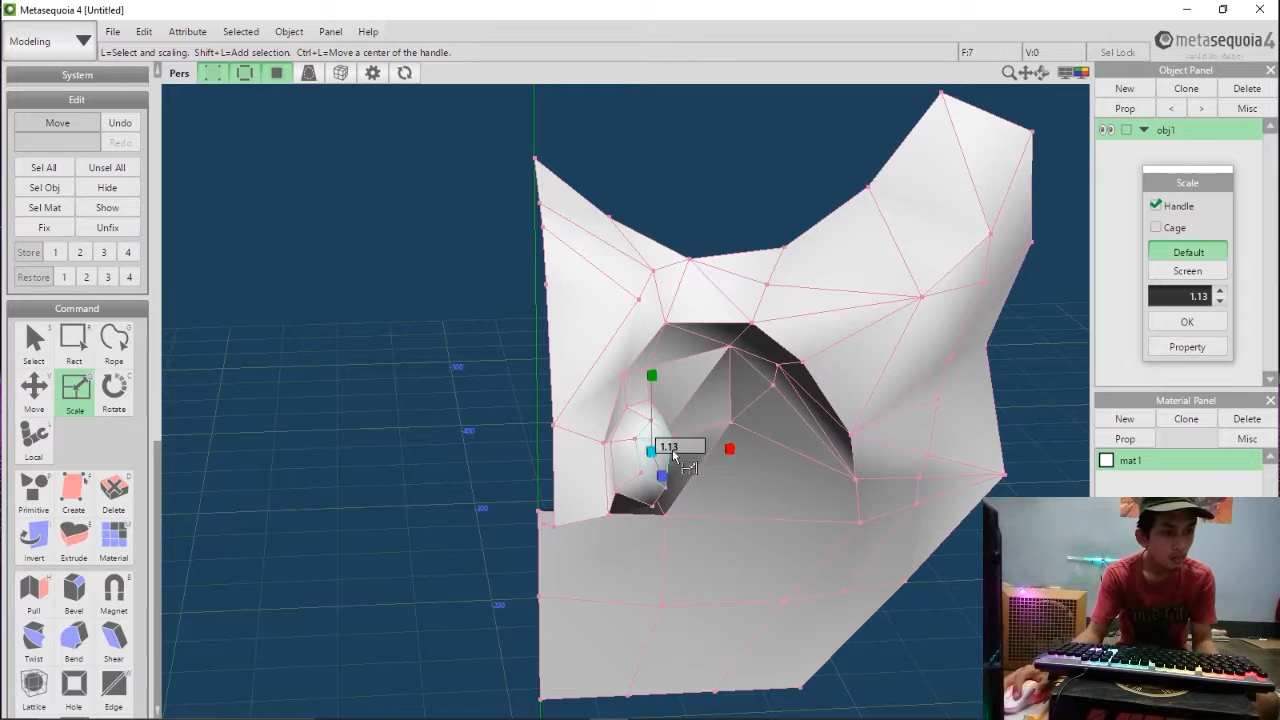 Metasequoia 4 [Untitled]
Modeling
File Edit Attribute Selected Object Panel Help
L=Select and scaling. Shift+L=Add selection. Ctrl+L=Move a center of the handle.
F:7
V:0
Sel Lock
metasequoia4
System
Edit
Move Undo
Redo
Sel All Unsel All
Sel Obj Hide
Sel Mat Show
Fix Unfix
Store 1 2 3 4
Restore 1 2 3 4
Command
Select Rect Rope
Move Scale Rotate
Local
Primitive Create Delete
Invert Extrude Material
Pull Bevel Magnet
Twist Bend Shear
Lattice Hole Edge
Pers
500
400
300
200
1.13
Object Panel
New Clone Delete
Prop < > Misc
obj1
Scale
Handle
Cage
Default
Screen
1.13
OK
Property
Material Panel
New Clone Delete
Prop Misc
mat1